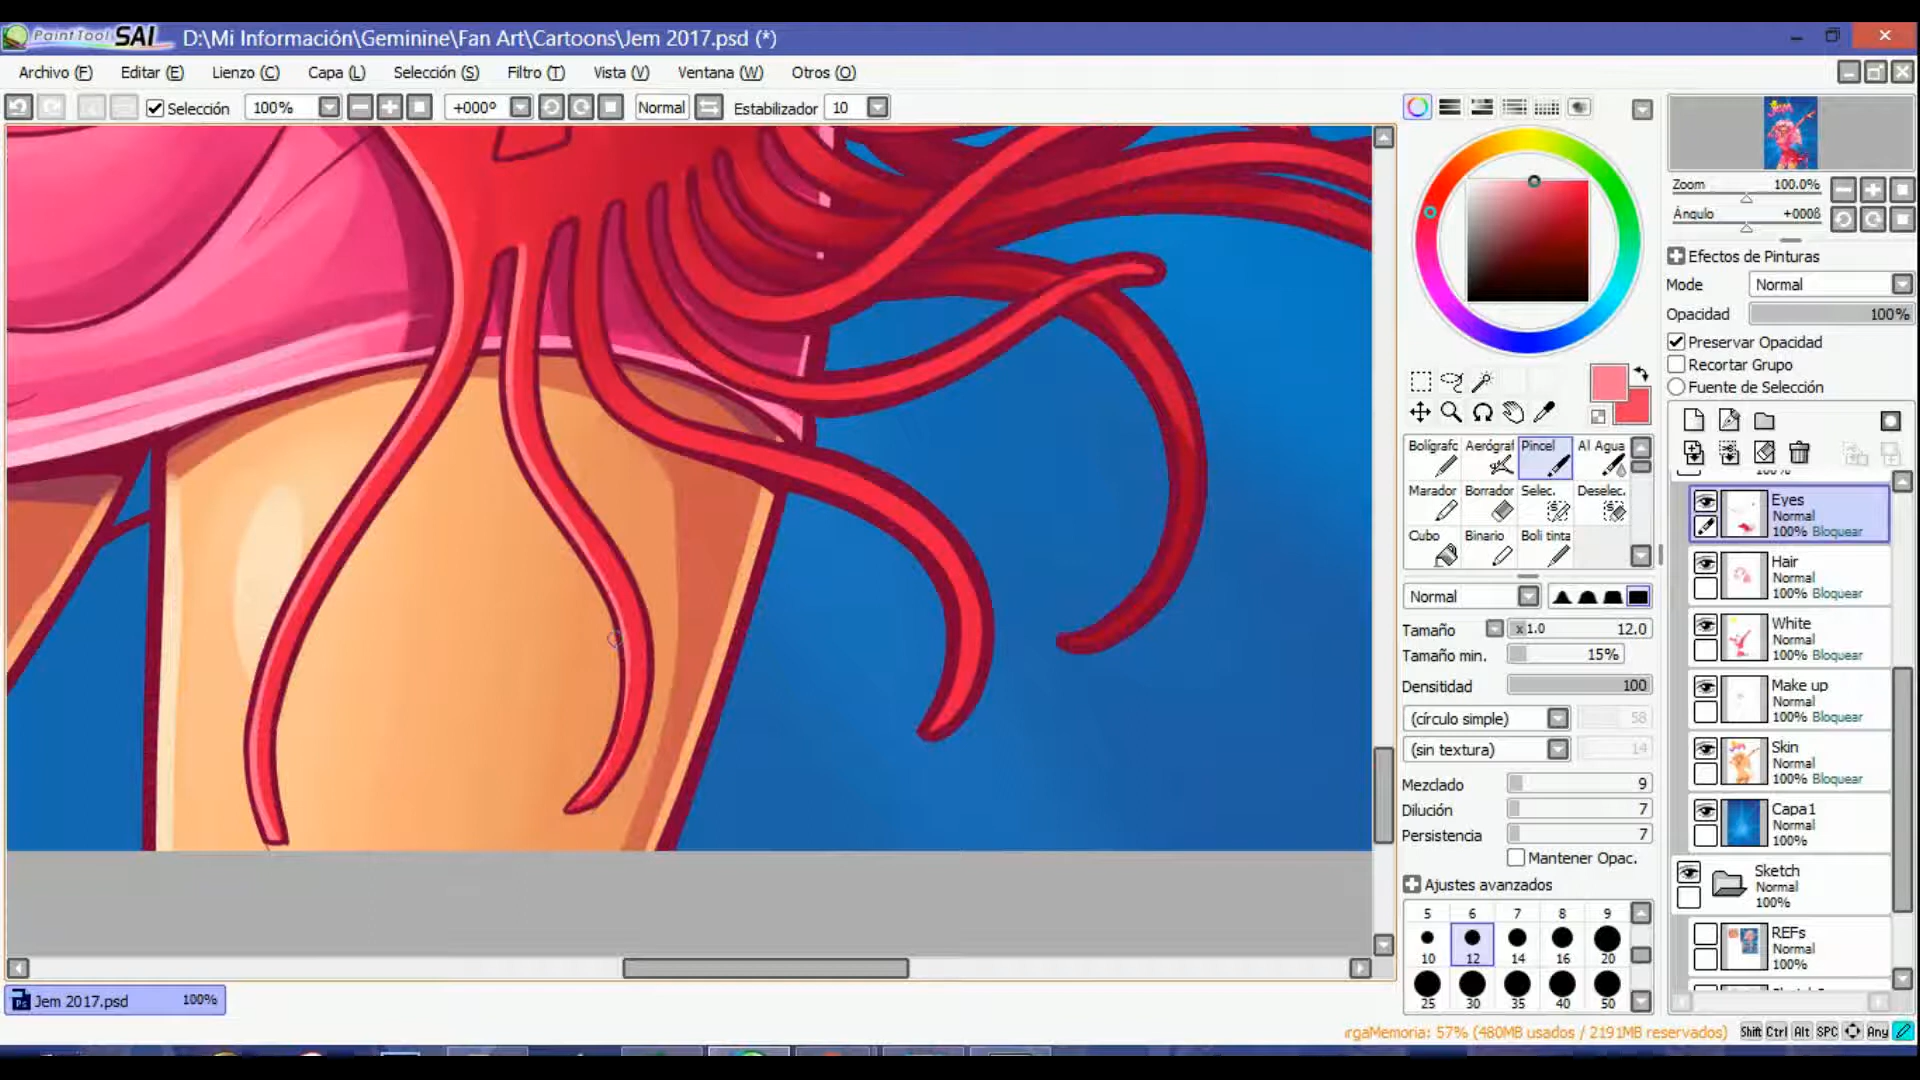 PaintTool SAI D:\Mi Información\Geminine\Fan Art\Cartoons\Jem 2017.psd (*)
Archivo (F) Editar (E) Lienzo (C) Capa (L) Selección (S) Filtro (T) Vista (V) Ventana (W) Otros (O)
Selección 100% +000º Normal Estabilizador 10
Zoom 100.0%
Ángulo +000ß
Efectos de Pinturas
Mode Normal
Opacidad 100%
Preservar Opacidad
Recortar Grupo
Fuente de Selección
Bolígrafc Aerógraf Pincel Al Agua
Marador Borrador Selec. Deselec.
Cubo Binario Boli tinta
Normal
Tamaño x1.0 12.0
Tamaño min. 15%
Densitidad 100
(círculo simple) 58
(sin textura) 14
Mezclado 9
Dilución 7
Persistencia 7
Mantener Opac.
Ajustes avanzados
5 6 7 8 9
10 12 14 16 20
25 30 35 40 50
Eyes
Normal
100% Bloquear
Hair
Normal
100% Bloquear
White
Normal
100% Bloquear
Make up
Normal
100% Bloquear
Skin
Normal
100% Bloquear
Capa1
Normal
100%
Sketch
Normal
100%
REFs
Normal
100%
Jem 2017.psd 100%
rgaMemoria: 57% (480MB usados / 2191MB reservados) Shift Ctrl Alt SPC Any